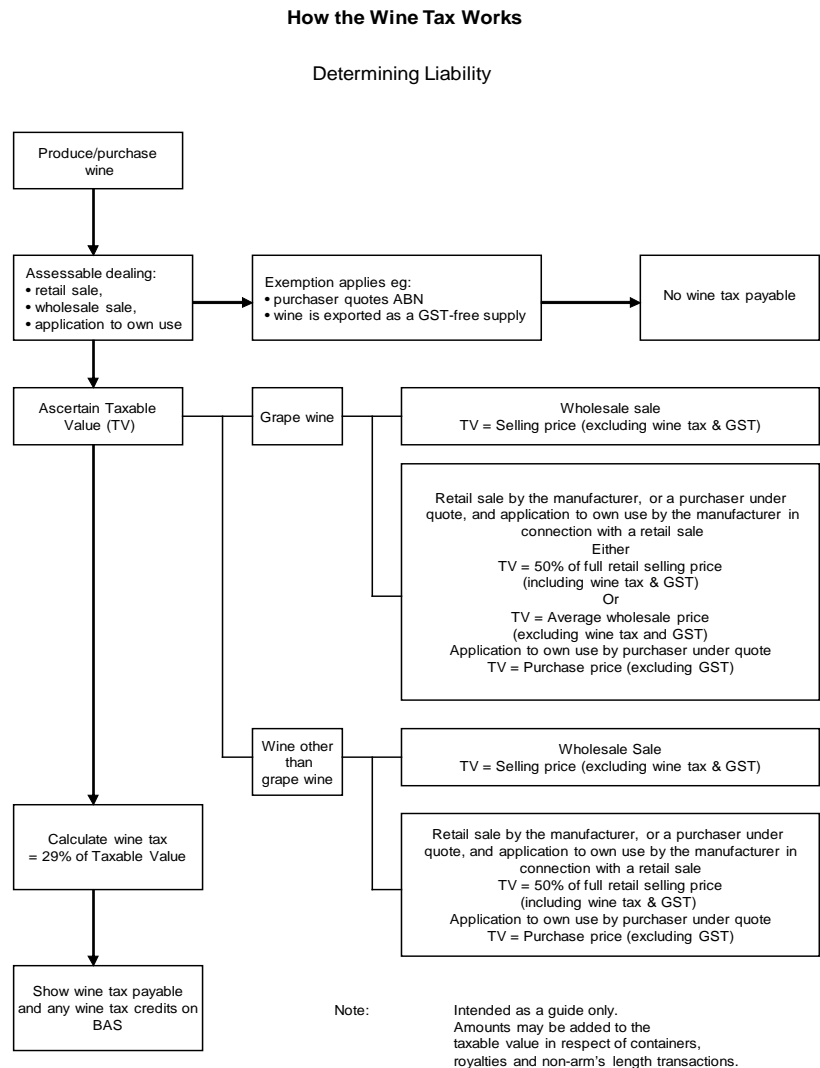 How the Wine Tax Works
Determining Liability
Produce/purchase
wine
Assessable dealing:
• retail sale,
• wholesale sale,
• application to own use
Exemption applies eg:
• purchaser quotes ABN
• wine is exported as a GST-free supply
No wine tax payable
Ascertain Taxable
Value (TV)
Grape wine
Wholesale sale
TV = Selling price (excluding wine tax & GST)
Retail sale by the manufacturer, or a purchaser under
quote, and application to own use by the manufacturer in
connection with a retail sale
Either
TV = 50% of full retail selling price
(including wine tax & GST)
Or
TV = Average wholesale price
(excluding wine tax and GST)
Application to own use by purchaser under quote
TV = Purchase price (excluding GST)
Wine other
than
grape wine
Wholesale Sale
TV = Selling price (excluding wine tax & GST)
Retail sale by the manufacturer, or a purchaser under
quote, and application to own use by the manufacturer in
connection with a retail sale
TV = 50% of full retail selling price
(including wine tax & GST)
Application to own use by purchaser under quote
TV = Purchase price (excluding GST)
Calculate wine tax
= 29% of Taxable Value
Show wine tax payable
and any wine tax credits on
BAS
Note: Intended as a guide only.
Amounts may be added to the
taxable value in respect of containers,
royalties and non-arm's length transactions.